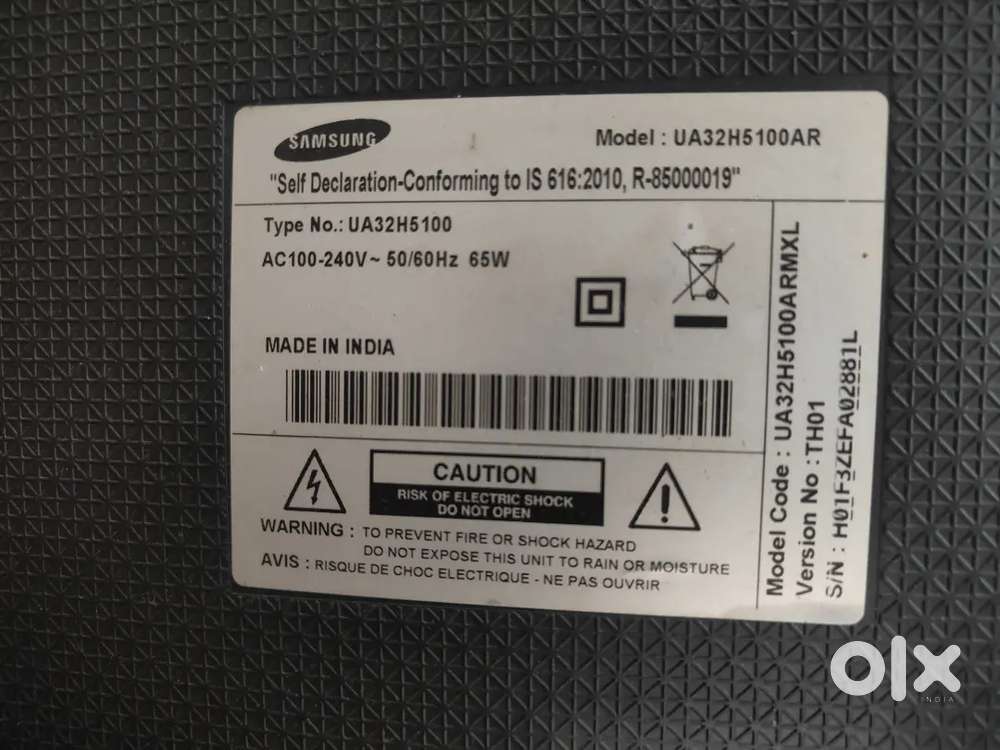 SAMSUNG
Model : UA32H5100AR
"Self Declaration-Conforming to IS 616:2010, R-85000019"
Type No.: UA32H5100
AC100-240V~ 50/60Hz 65W
MADE IN INDIA
CAUTION
RISK OF ELECTRIC SHOCK
DO NOT OPEN
WARNING : TO PREVENT FIRE OR SHOCK HAZARD
DO NOT EXPOSE THIS UNIT TO RAIN OR MOISTURE
AVIS : RISQUE DE CHOC ELECTRIQUE - NE PAS OUVRIR
Model Code : UA32H5100ARMXL
Version No : TH01
S/N : H01F3ZEFA02881L
olx
INDIA